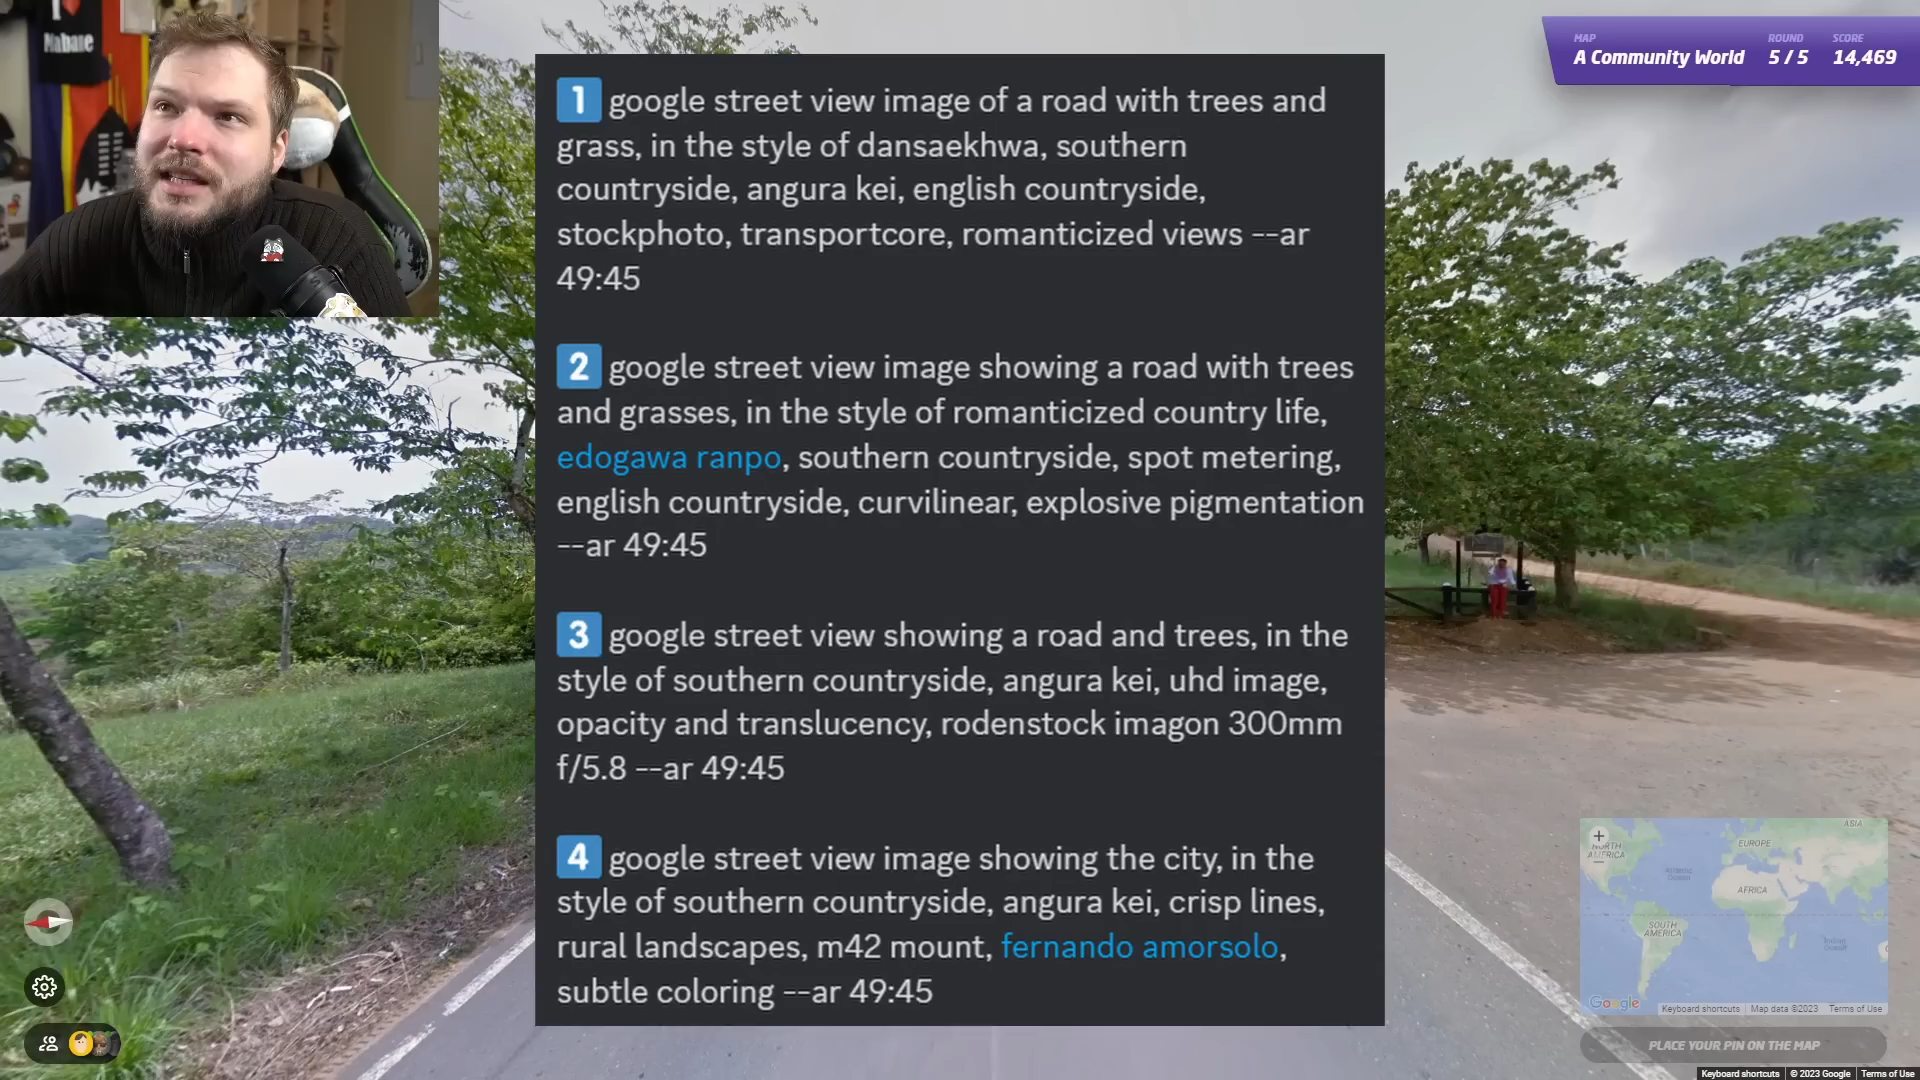 I
Mabane
MAP
ROUND
SCORE
A Community World
5 / 5
14,469
1 google street view image of a road with trees and
grass, in the style of dansaekhwa, southern
countryside, angura kei, english countryside,
stockphoto, transportcore, romanticized views --ar
49:45
2 google street view image showing a road with trees
and grasses, in the style of romanticized country life,
edogawa ranpo, southern countryside, spot metering,
english countryside, curvilinear, explosive pigmentation
--ar 49:45
3 google street view showing a road and trees, in the
style of southern countryside, angura kei, uhd image,
opacity and translucency, rodenstock imagon 300mm
f/5.8 --ar 49:45
4 google street view image showing the city, in the
style of southern countryside, angura kei, crisp lines,
rural landscapes, m42 mount, fernando amorsolo,
subtle coloring --ar 49:45
ASIA
NORTH
AMERICA
EUROPE
Atlantic
Ocean
AFRICA
SOUTH
AMERICA
Indian
Ocean
Google
Keyboard shortcuts
Map data ©2023
Terms of Use
PLACE YOUR PIN ON THE MAP
Keyboard shortcuts
© 2023 Google
Terms of Use